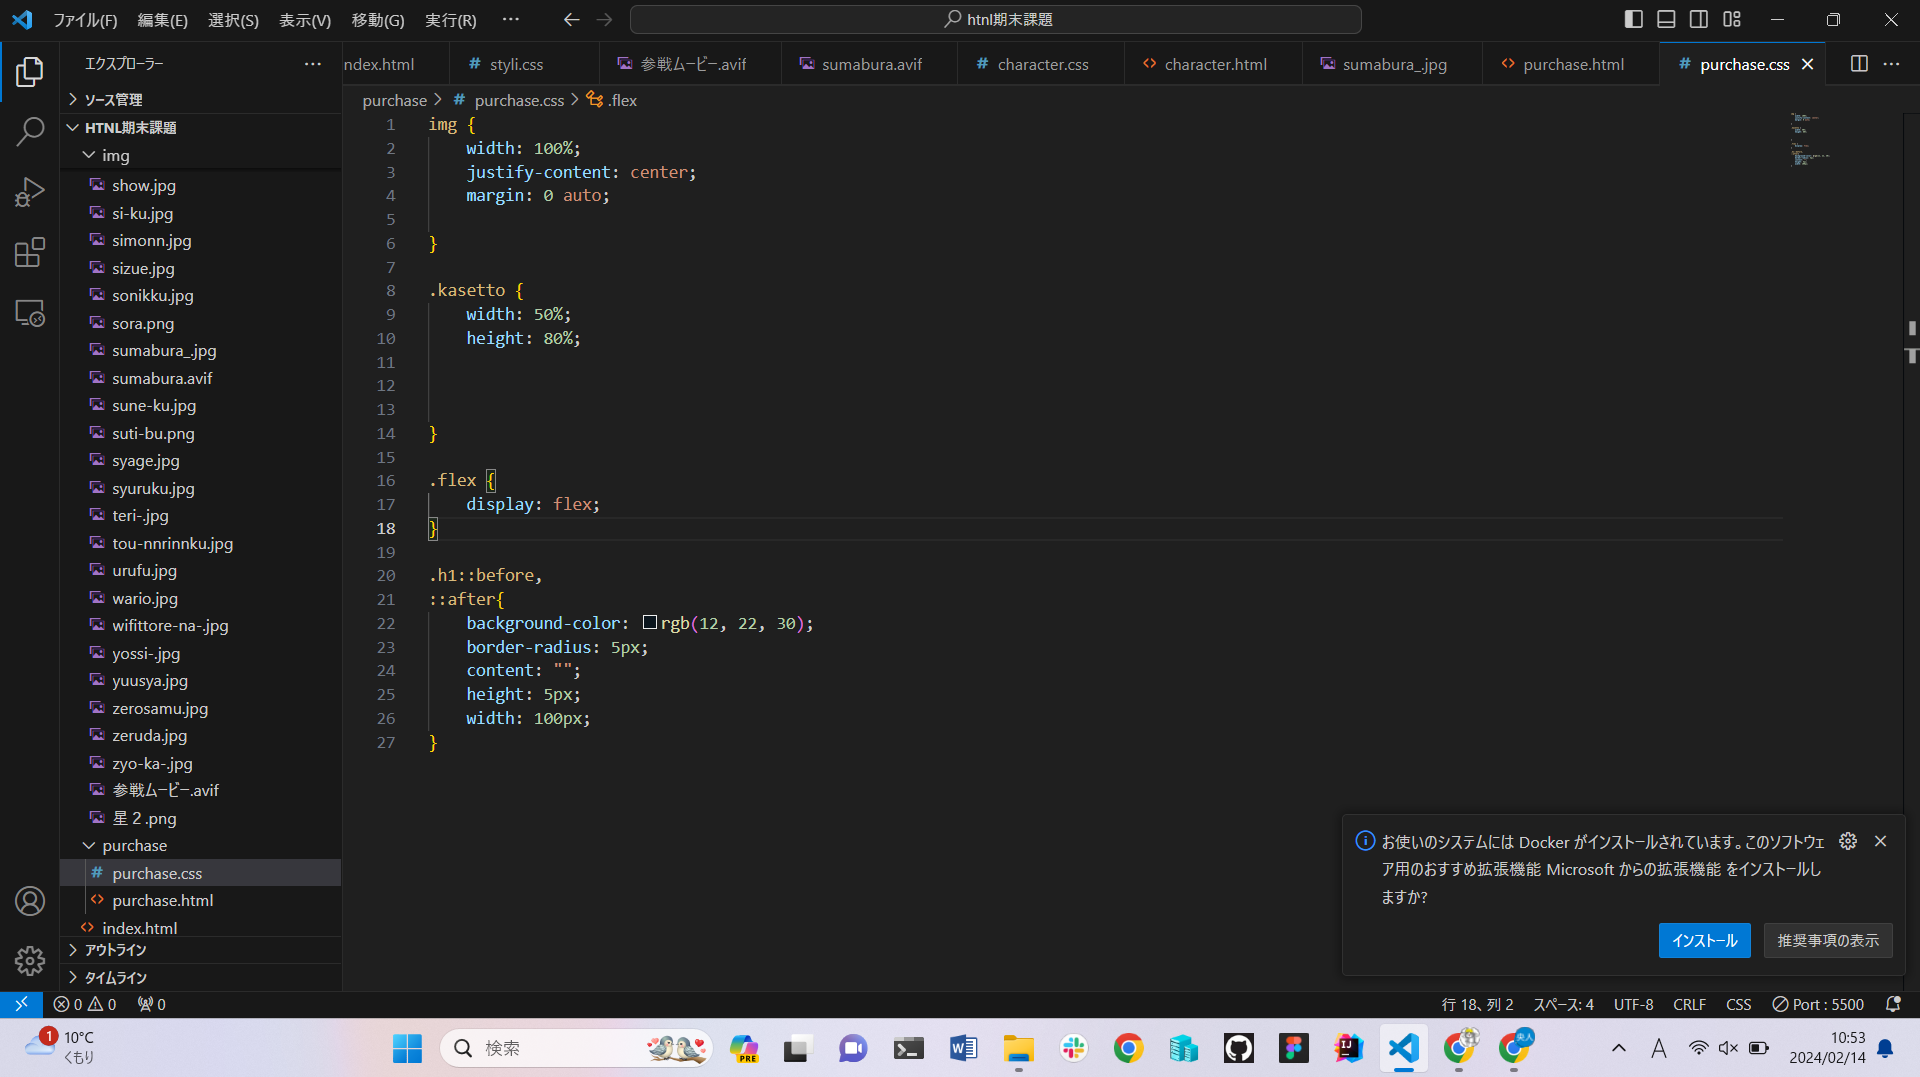 ファイル(F) 編集(E) 選択(S) 表示(V) 移動(G) 実行(R) ··· htnl期末課題
エクスプローラー
ndex.html styli.css 参戦ムービー.avif sumabura.avif character.css character.html sumabura_.jpg purchase.html purchase.css
purchase > purchase.css > .flex
ソース管理
HTNL期末課題
img
show.jpg
si-ku.jpg
simonn.jpg
sizue.jpg
sonikku.jpg
sora.png
sumabura_.jpg
sumabura.avif
sune-ku.jpg
suti-bu.png
syage.jpg
syuruku.jpg
teri-.jpg
tou-nnrinnku.jpg
urufu.jpg
wario.jpg
wifittore-na-.jpg
yossi-.jpg
yuusya.jpg
zerosamu.jpg
zeruda.jpg
zyo-ka-.jpg
参戦ムービー.avif
星２.png
purchase
purchase.css
purchase.html
index.html
アウトライン
タイムライン
1 img {
2 width: 100%;
3 justify-content: center;
4 margin: 0 auto;
5
6 }
7
8 .kasetto {
9 width: 50%;
10 height: 80%;
11
12
13
14 }
15
16 .flex {
17 display: flex;
18 }
19
20 .h1::before,
21 ::after{
22 background-color: rgb(12, 22, 30);
23 border-radius: 5px;
24 content: "";
25 height: 5px;
26 width: 100px;
27 }
お使いのシステムには Docker がインストールされています。このソフトウェ
ア用のおすすめ拡張機能 Microsoft からの拡張機能 をインストールし
ますか?
インストール 推奨事項の表示
0 0 0 行 18、列 2 スペース: 4 UTF-8 CRLF CSS Port : 5500
1 10°C
くもり
検索
PRE
央人
A
10:53
2024/02/14